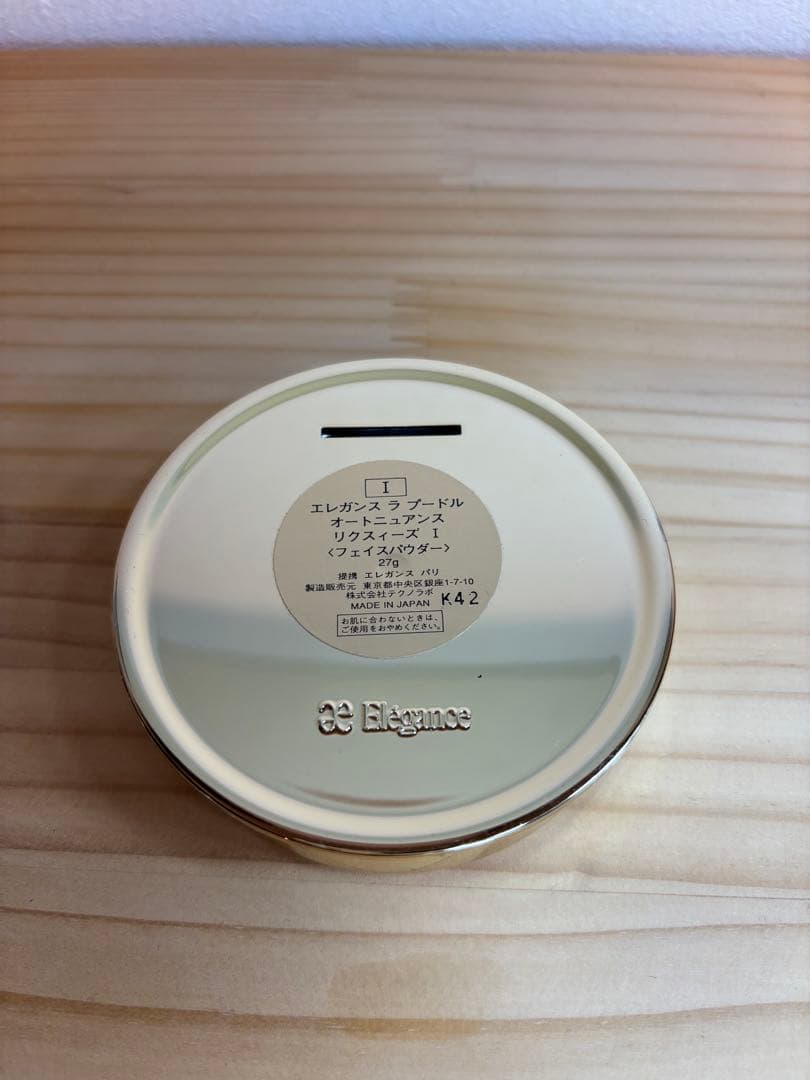 I
エレガンス ラ プードル
オートニュアンス
リクスィーズ I
〈フェイスパウダー〉
27g
提携 エレガンス パリ
製造販売元 東京都中央区銀座1-7-10
株式会社テクノラボ
MADE IN JAPAN K42
お肌に合わないときは、
ご使用をおやめください。
æ Elégance